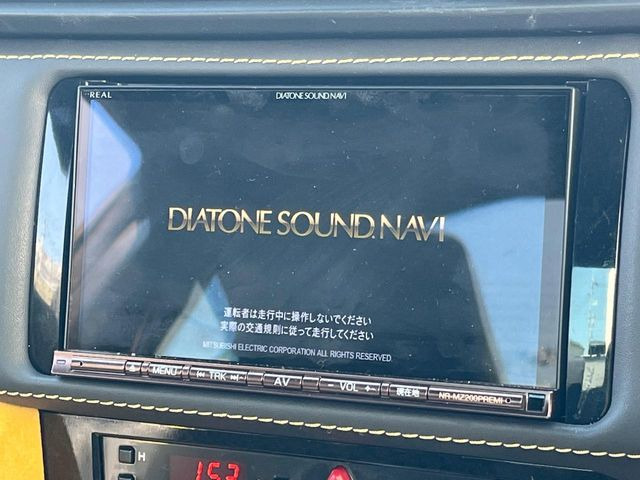 REAL DIATONE SOUND.NAVI
DIATONE SOUND.NAVI
運転者は走行中に操作しないでください
実際の交通規則に従って走行してください
MITSUBISHI ELECTRIC CORPORATION ALL RIGHTS RESERVED
MENU TRK AV − VOL + 現在地 NR-MZ200PREMI
H